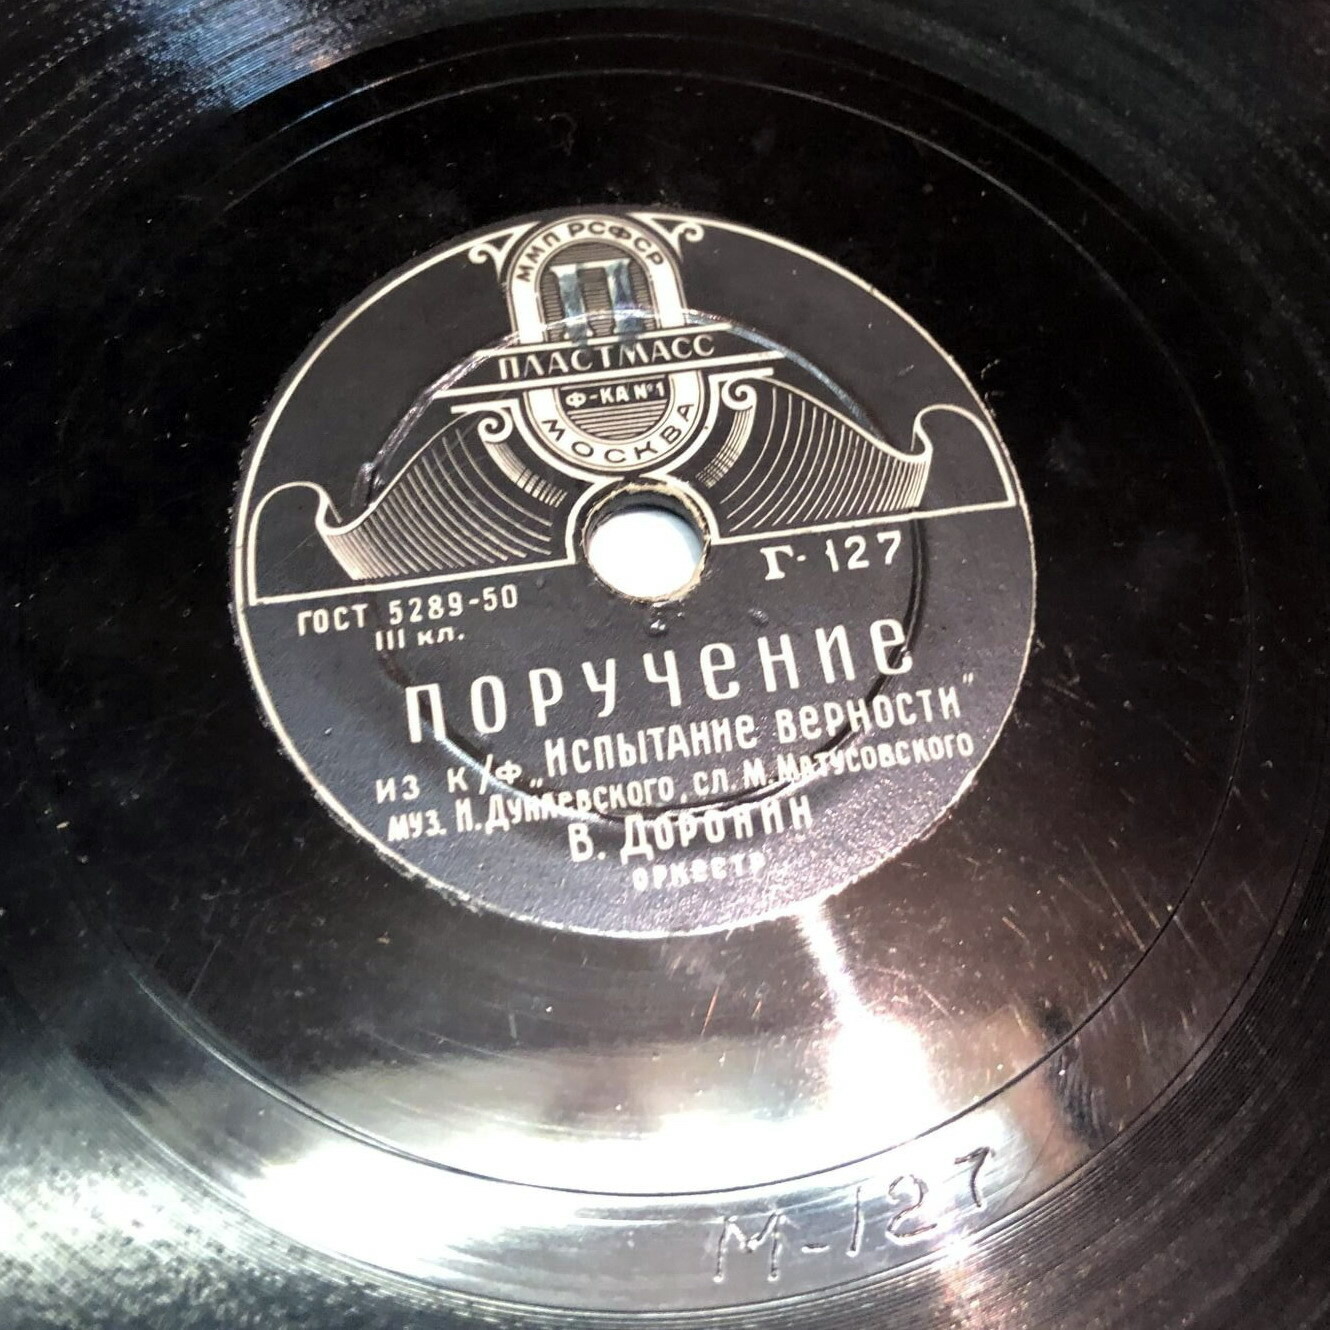 ММП РСФСР
П
ПЛАСТМАСС
Ф-КА №1
МОСКВА
Г-127
ГОСТ 5289-50
III кл.
ПОРУЧЕНИЕ
ИЗ К/Ф „ИСПЫТАНИЕ ВЕРНОСТИ"
МУЗ. И. ДУНАЕВСКОГО, СЛ. М. МАТУСОВСКОГО
В. ДОРОНИН
ОРКЕСТР
М-127